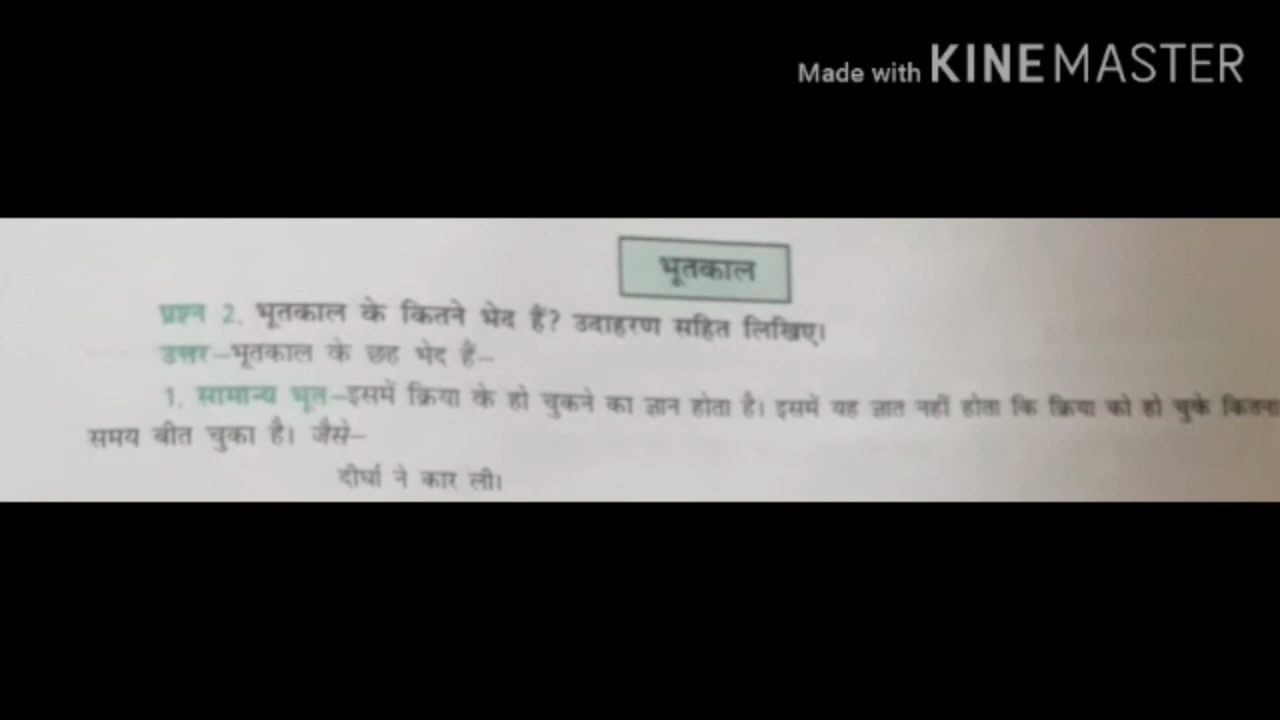 Made with KINEMASTER
भूतकाल
प्रश्न 2. भूतकाल के कितने भेद हैं? उदाहरण सहित लिखिए।
उत्तर–भूतकाल के छह भेद हैं–
1. सामान्य भूत–इसमें क्रिया के हो चुकने का ज्ञान होता है। इसमें यह ज्ञात नहीं होता कि क्रिया को हो चुके कितना
समय बीत चुका है। जैसे–
दीर्घा ने कार ली।